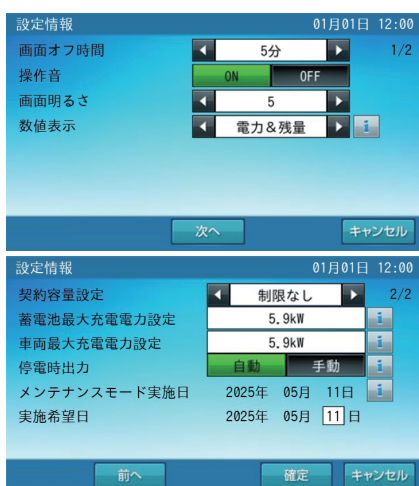 設定情報 01月01日 12:00
画面オフ時間 ◀ 5分 ▶ 1/2
操作音 ON OFF
画面明るさ ◀ 5 ▶
数値表示 ◀ 電力&残量 ▶ i
次へ キャンセル
設定情報 01月01日 12:00
契約容量設定 ◀ 制限なし ▶ 2/2
蓄電池最大充電電力設定 5.9kW i
車両最大充電電力設定 5.9kW i
停電時出力 自動 手動 i
メンテナンスモード実施日 2025年 05月 11日 i
実施希望日 2025年 05月 11 日
前へ 確定 キャンセル